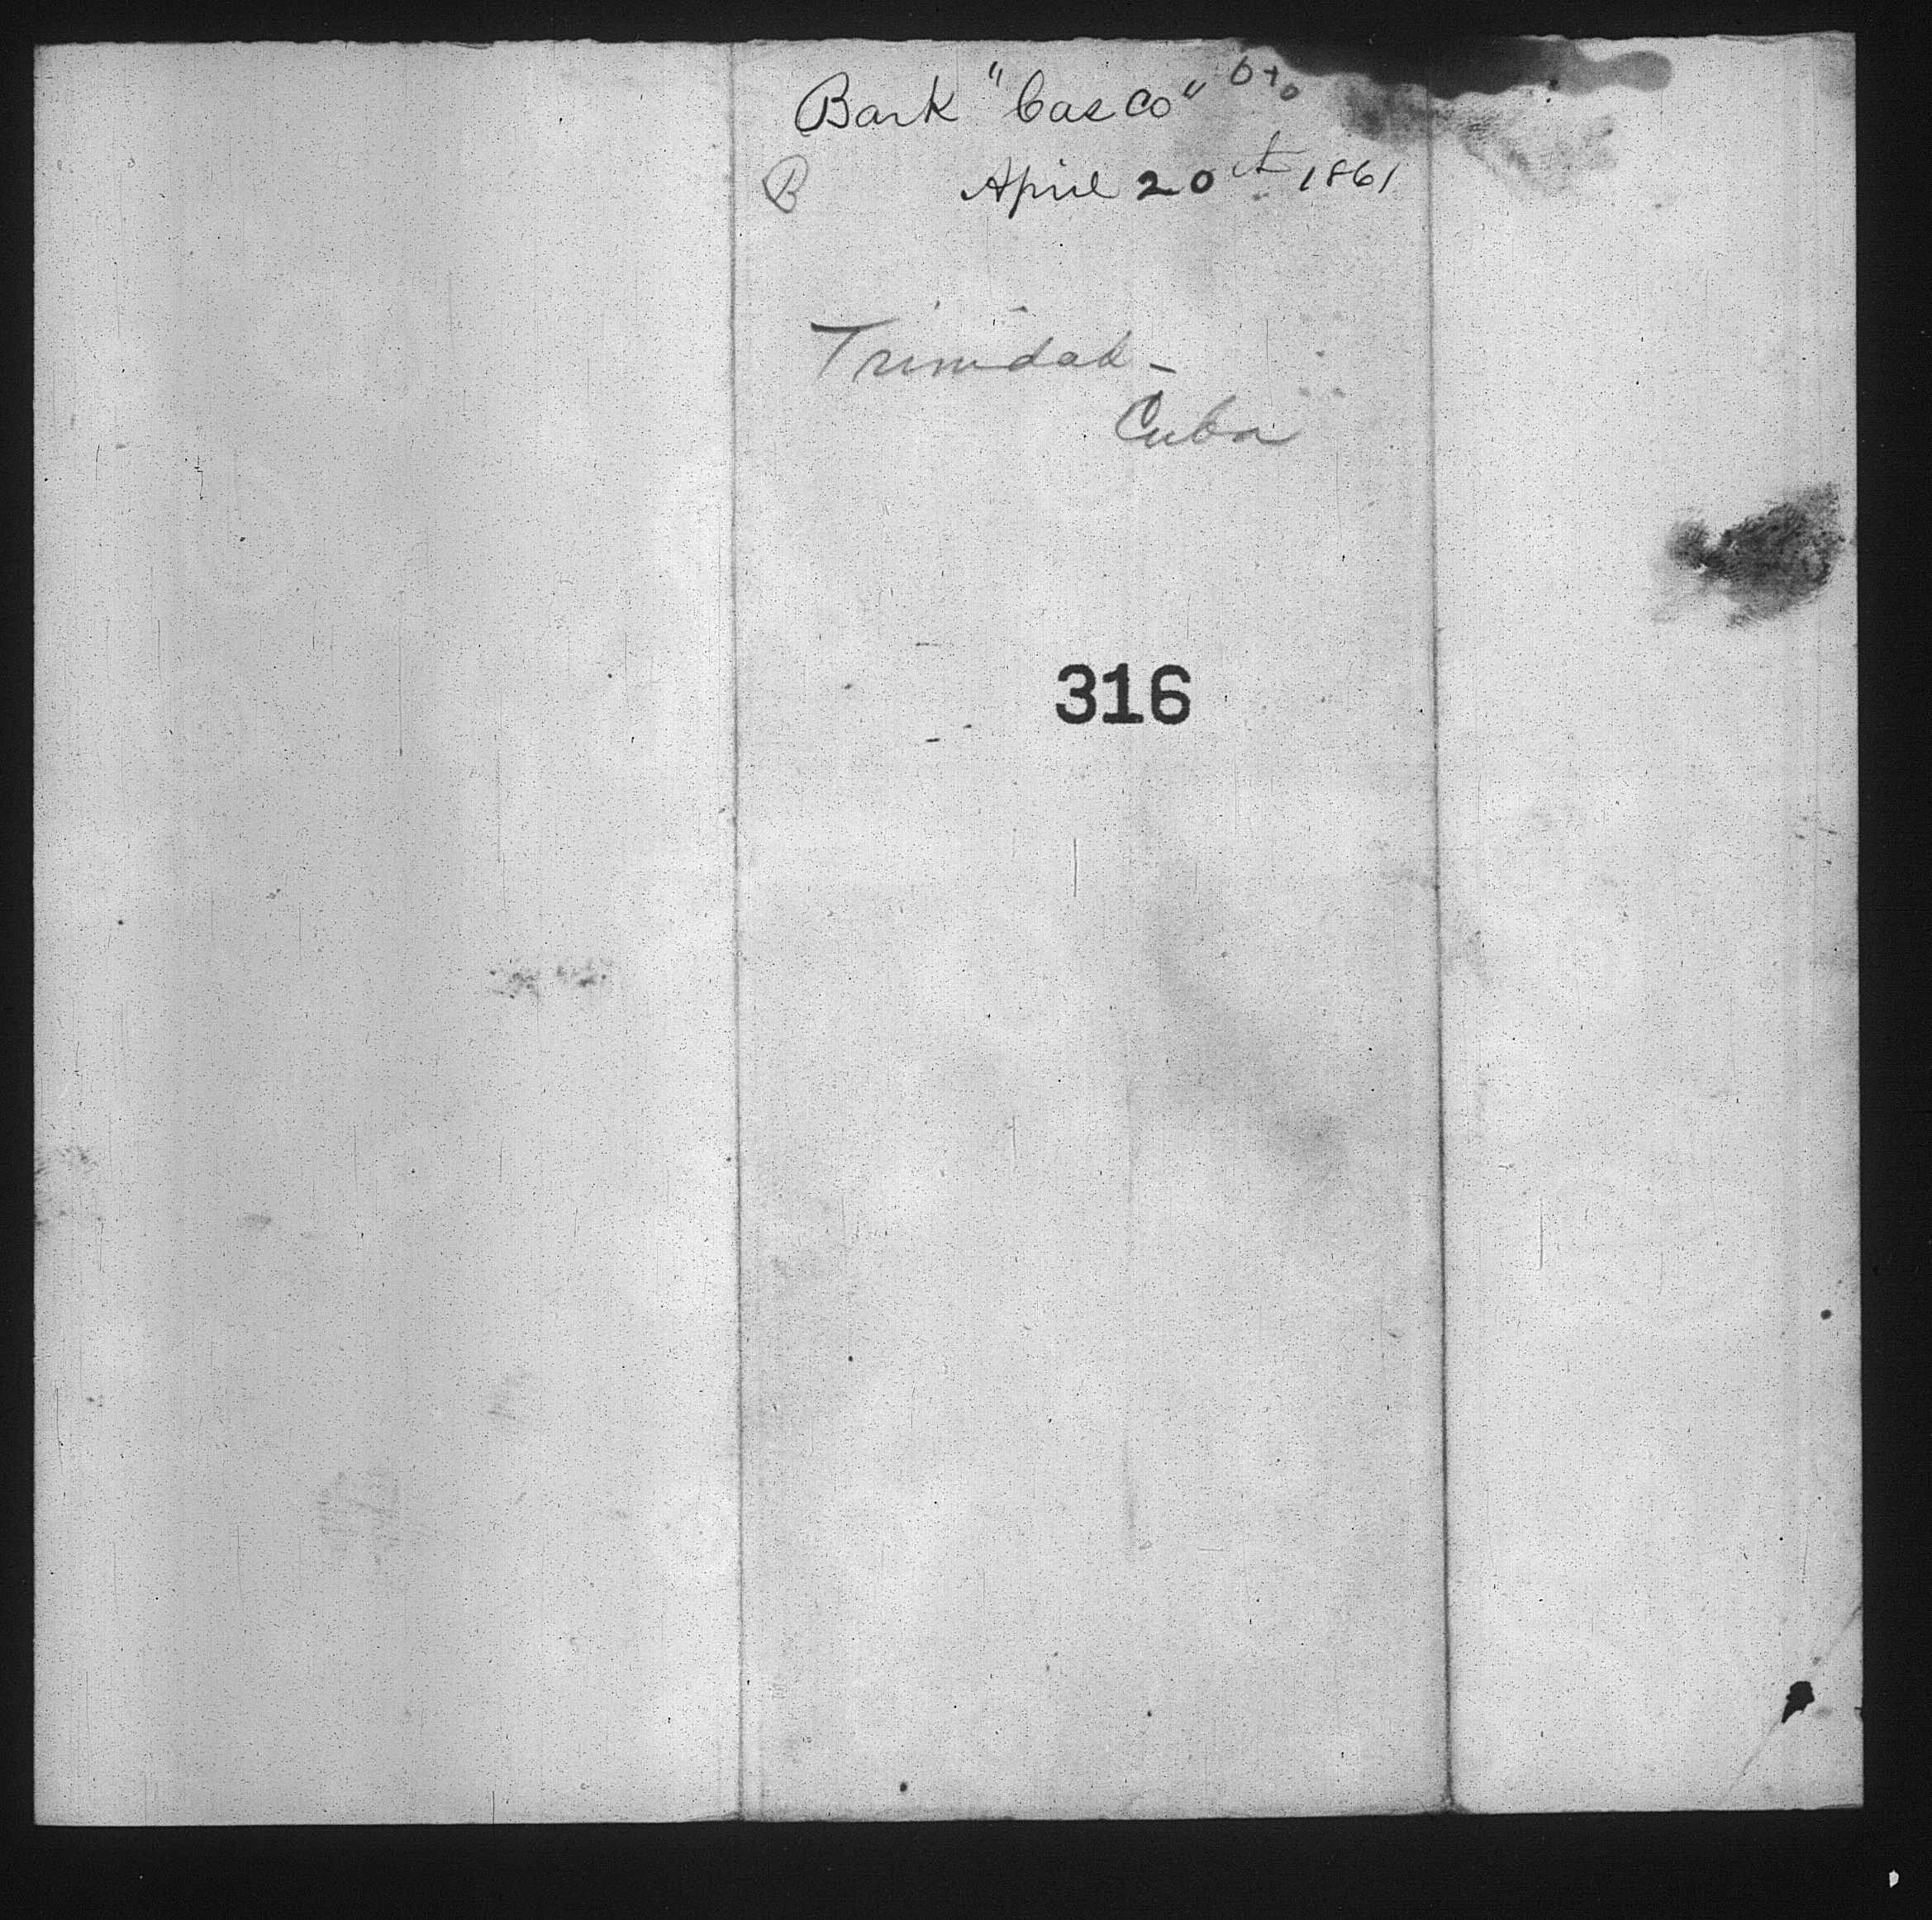 Bark "Casco"
B April 20th 1861
Trinidad -
Cuba
316